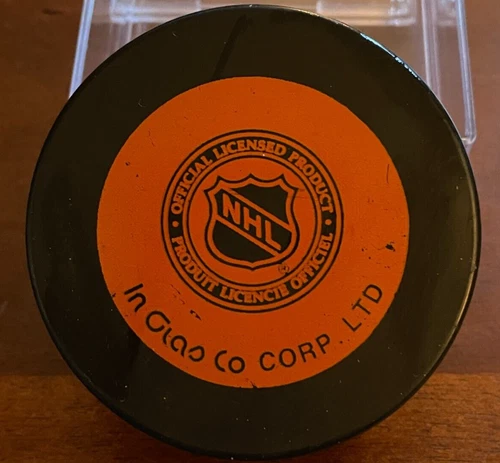 • OFFICIAL LICENSED PRODUCT •
NHL
PRODUIT LICENCIE OFFICIEL
In Glas Co CORP. LTD